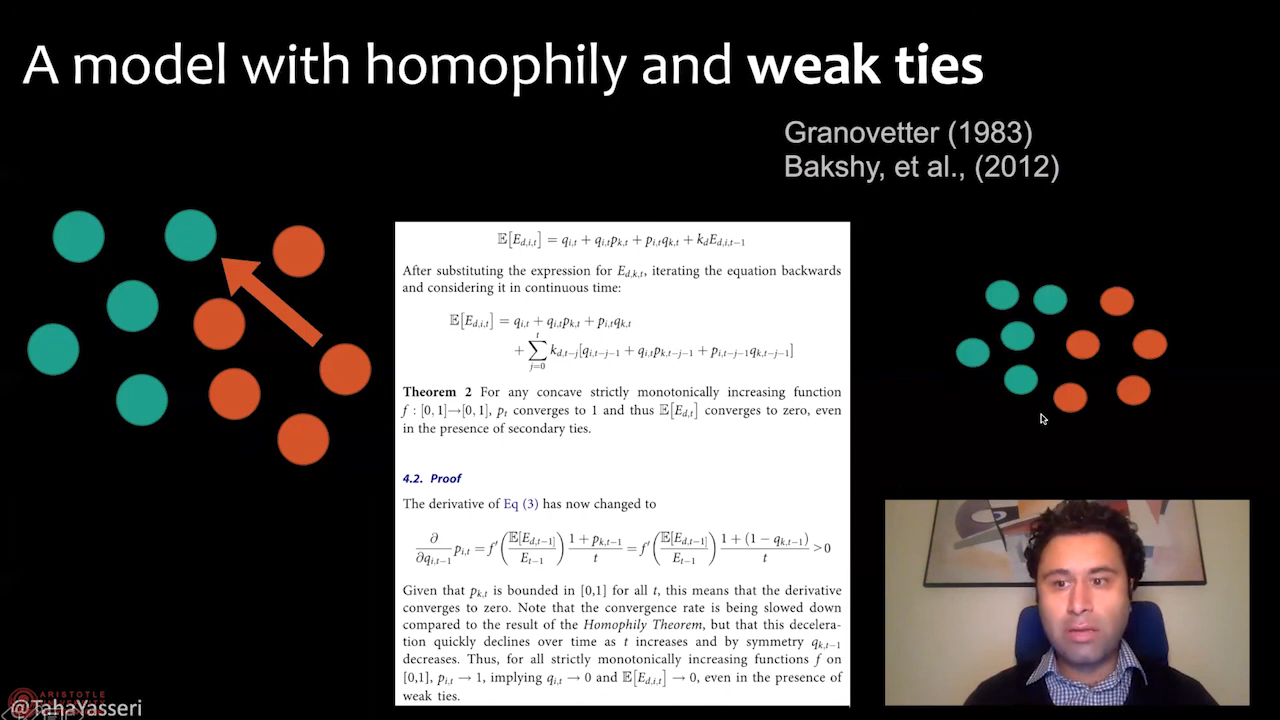 A model with homophily and weak ties
Granovetter (1983)
Bakshy, et al., (2012)
𝔼[E_{d,i,t}] = q_{i,t} + q_{i,t}p_{k,t} + p_{i,t}q_{k,t} + k_dE_{d,i,t−1}
After substituting the expression for E_{d,k,t}, iterating the equation backwards
and considering it in continuous time:
𝔼[E_{d,i,t}] = q_{i,t} + q_{i,t}p_{k,t} + p_{i,t}q_{k,t}
+ ∑_{j=0}^{t} k_{d,t−j}[q_{i,t−j−1} + q_{i,t}p_{k,t−j−1} + p_{i,t−j−1}q_{k,t−j−1}]
Theorem 2 For any concave strictly monotonically increasing function
f : [0, 1]→[0, 1], p_t converges to 1 and thus 𝔼[E_{d,t}] converges to zero, even
in the presence of secondary ties.
4.2. Proof
The derivative of Eq (3) has now changed to
∂/∂q_{i,t−1} p_{i,t} = f′(𝔼[E_{d,t−1}]/E_{t−1}) (1 + p_{k,t−1})/t = f′(𝔼[E_{d,t−1}]/E_{t−1}) (1 + (1 − q_{k,t−1}))/t > 0
Given that p_{k,t} is bounded in [0,1] for all t, this means that the derivative
converges to zero. Note that the convergence rate is being slowed down
compared to the result of the Homophily Theorem, but that this decelera-
tion quickly declines over time as t increases and by symmetry q_{k,t−1}
decreases. Thus, for all strictly monotonically increasing functions f on
[0,1], p_{i,t} → 1, implying q_{i,t} → 0 and 𝔼[E_{d,i,t}] → 0, even in the presence of
weak ties.
ARISTOTLE
@TahaYasseri